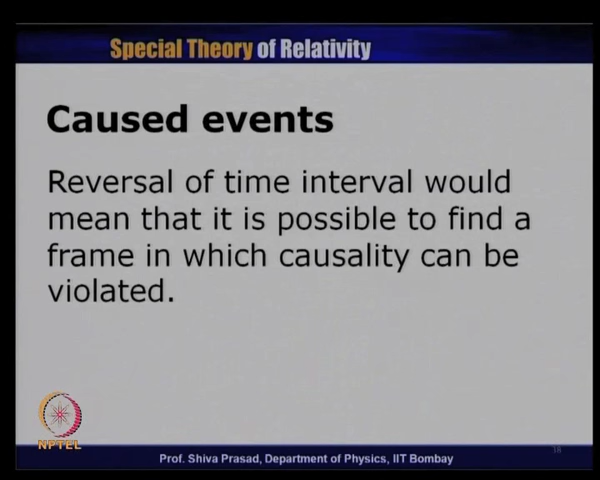 Special Theory of Relativity
Caused events
Reversal of time interval would
mean that it is possible to find a
frame in which causality can be
violated.
NPTEL
Prof. Shiva Prasad, Department of Physics, IIT Bombay
18